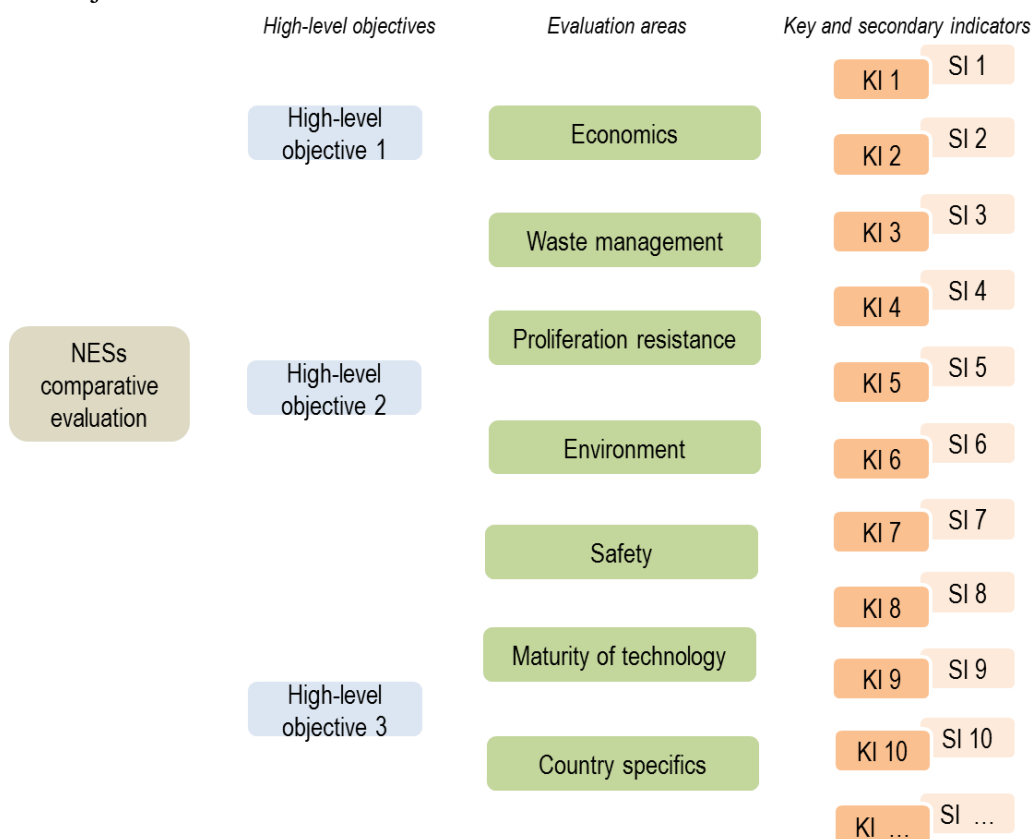 High-level objectives
Evaluation areas
Key and secondary indicators
NESs
comparative
evaluation
High-level
objective 1
High-level
objective 2
High-level
objective 3
Economics
Waste management
Proliferation resistance
Environment
Safety
Maturity of technology
Country specifics
KI 1
SI 1
KI 2
SI 2
KI 3
SI 3
KI 4
SI 4
KI 5
SI 5
KI 6
SI 6
KI 7
SI 7
KI 8
SI 8
KI 9
SI 9
KI 10
SI 10
KI ...
SI ...